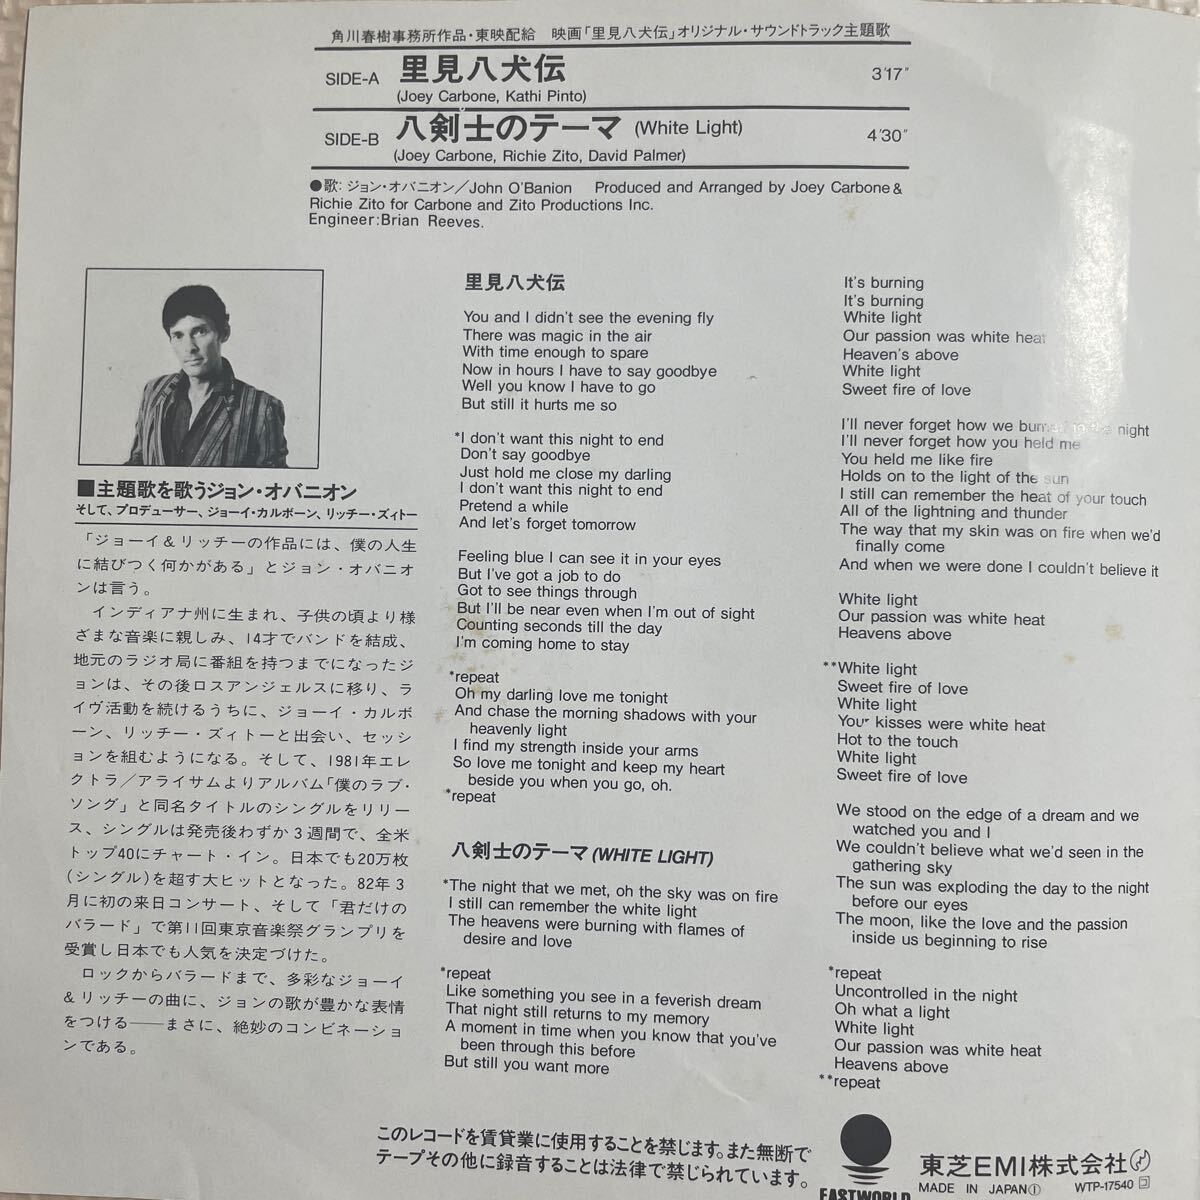 角川春樹事務所作品・東映配給 映画「里見八犬伝」オリジナル・サウンドトラック主題歌
SIDE-A 里見八犬伝 3'17"
(Joey Carbone, Kathi Pinto)
SIDE-B 八剣士のテーマ (White Light) 4'30"
(Joey Carbone, Richie Zito, David Palmer)
●歌: ジョン・オバニオン／John O'Banion Produced and Arranged by Joey Carbone &
Richie Zito for Carbone and Zito Productions Inc.
Engineer: Brian Reeves.
■主題歌を歌うジョン・オバニオン
そして、プロデューサー、ジョーイ・カルボーン、リッチー・ズィトー
「ジョーイ＆リッチーの作品には、僕の人生
に結びつく何かがある」とジョン・オバニオ
ンは言う。
インディアナ州に生まれ、子供の頃より様
ざまな音楽に親しみ、14才でバンドを結成、
地元のラジオ局に番組を持つまでになったジ
ョンは、その後ロスアンジェルスに移り、ラ
イヴ活動を続けるうちに、ジョーイ・カルボ
ーン、リッチー・ズィトーと出会い、セッシ
ョンを組むようになる。そして、1981年エレ
クトラ／アライサムよりアルバム「僕のラブ・
ソング」と同名タイトルのシングルをリリー
ス、シングルは発売後わずか3週間で、全米
トップ40にチャート・イン。日本でも20万枚
(シングル)を超す大ヒットとなった。82年3
月に初の来日コンサート、そして「君だけの
バラード」で第11回東京音楽祭グランプリを
受賞し日本でも人気を決定づけた。
ロックからバラードまで、多彩なジョーイ
＆リッチーの曲に、ジョンの歌が豊かな表情
をつける——まさに、絶妙のコンビネーショ
ンである。
里見八犬伝
You and I didn't see the evening fly
There was magic in the air
With time enough to spare
Now in hours I have to say goodbye
Well you know I have to go
But still it hurts me so
*I don't want this night to end
Don't say goodbye
Just hold me close my darling
I don't want this night to end
Pretend a while
And let's forget tomorrow
Feeling blue I can see it in your eyes
But I've got a job to do
Got to see things through
But I'll be near even when I'm out of sight
Counting seconds till the day
I'm coming home to stay
*repeat
Oh my darling love me tonight
And chase the morning shadows with your
heavenly light
I find my strength inside your arms
So love me tonight and keep my heart
beside you when you go, oh.
*repeat
八剣士のテーマ (WHITE LIGHT)
*The night that we met, oh the sky was on fire
I still can remember the white light
The heavens were burning with flames of
desire and love
*repeat
Like something you see in a feverish dream
That night still returns to my memory
A moment in time when you know that you've
been through this before
But still you want more
It's burning
It's burning
White light
Our passion was white heat
Heaven's above
White light
Sweet fire of love
I'll never forget how we burned in the night
I'll never forget how you held me
You held me like fire
Holds on to the light of the sun
I still can remember the heat of your touch
All of the lightning and thunder
The way that my skin was on fire when we'd
finally come
And when we were done I couldn't believe it
White light
Our passion was white heat
Heavens above
**White light
Sweet fire of love
White light
Your kisses were white heat
Hot to the touch
White light
Sweet fire of love
We stood on the edge of a dream and we
watched you and I
We couldn't believe what we'd seen in the
gathering sky
The sun was exploding the day to the night
before our eyes
The moon, like the love and the passion
inside us beginning to rise
*repeat
Uncontrolled in the night
Oh what a light
White light
Our passion was white heat
Heavens above
**repeat
このレコードを賃貸業に使用することを禁じます。また無断で
テープその他に録音することは法律で禁じられています。
EASTWORLD
東芝EMI株式会社
MADE IN JAPAN① WTP-17540